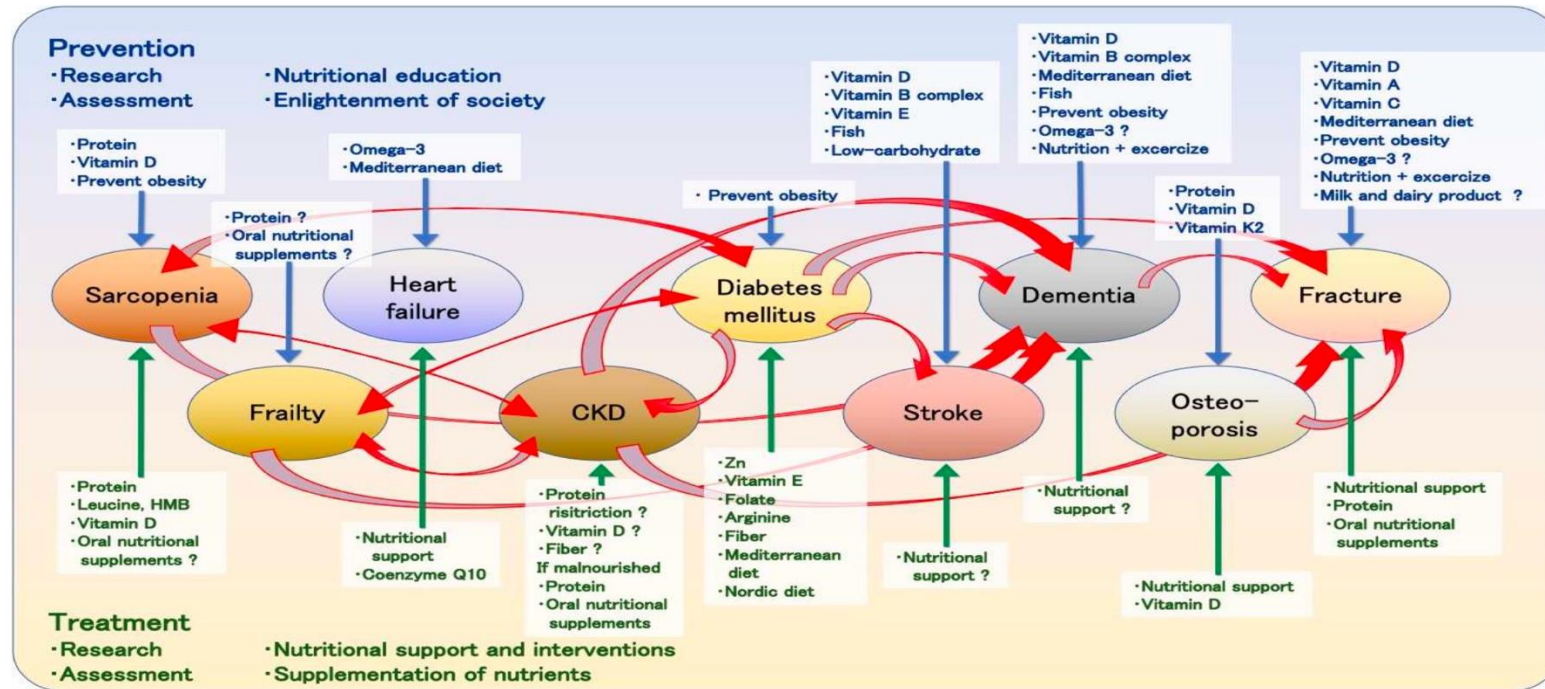 Prevention
・Research
・Assessment
・Nutritional education
・Enlightenment of society
・Protein
・Vitamin D
・Prevent obesity
・Protein ?
・Oral nutritional
supplements ?
・Omega-3
・Mediterranean diet
・Prevent obesity
・Vitamin D
・Vitamin B complex
・Vitamin E
・Fish
・Low-carbohydrate
・Vitamin D
・Vitamin B complex
・Mediterranean diet
・Fish
・Prevent obesity
・Omega-3 ?
・Nutrition + excercize
・Protein
・Vitamin D
・Vitamin K2
・Vitamin D
・Vitamin A
・Vitamin C
・Mediterranean diet
・Prevent obesity
・Omega-3 ?
・Nutrition + excercize
・Milk and dairy product ?
Sarcopenia
Heart
failure
Diabetes
mellitus
Dementia
Fracture
Frailty
CKD
Stroke
Osteo-
porosis
・Protein
・Leucine, HMB
・Vitamin D
・Oral nutritional
supplements ?
・Nutritional
support
・Coenzyme Q10
・Protein
risitriction ?
・Vitamin D ?
・Fiber ?
If malnourished
・Protein
・Oral nutritional
supplements
・Zn
・Vitamin E
・Folate
・Arginine
・Fiber
・Mediterranean
diet
・Nordic diet
・Nutritional
support ?
・Nutritional
support ?
・Nutritional support
・Vitamin D
・Nutritional support
・Protein
・Oral nutritional
supplements
Treatment
・Research
・Assessment
・Nutritional support and interventions
・Supplementation of nutrients